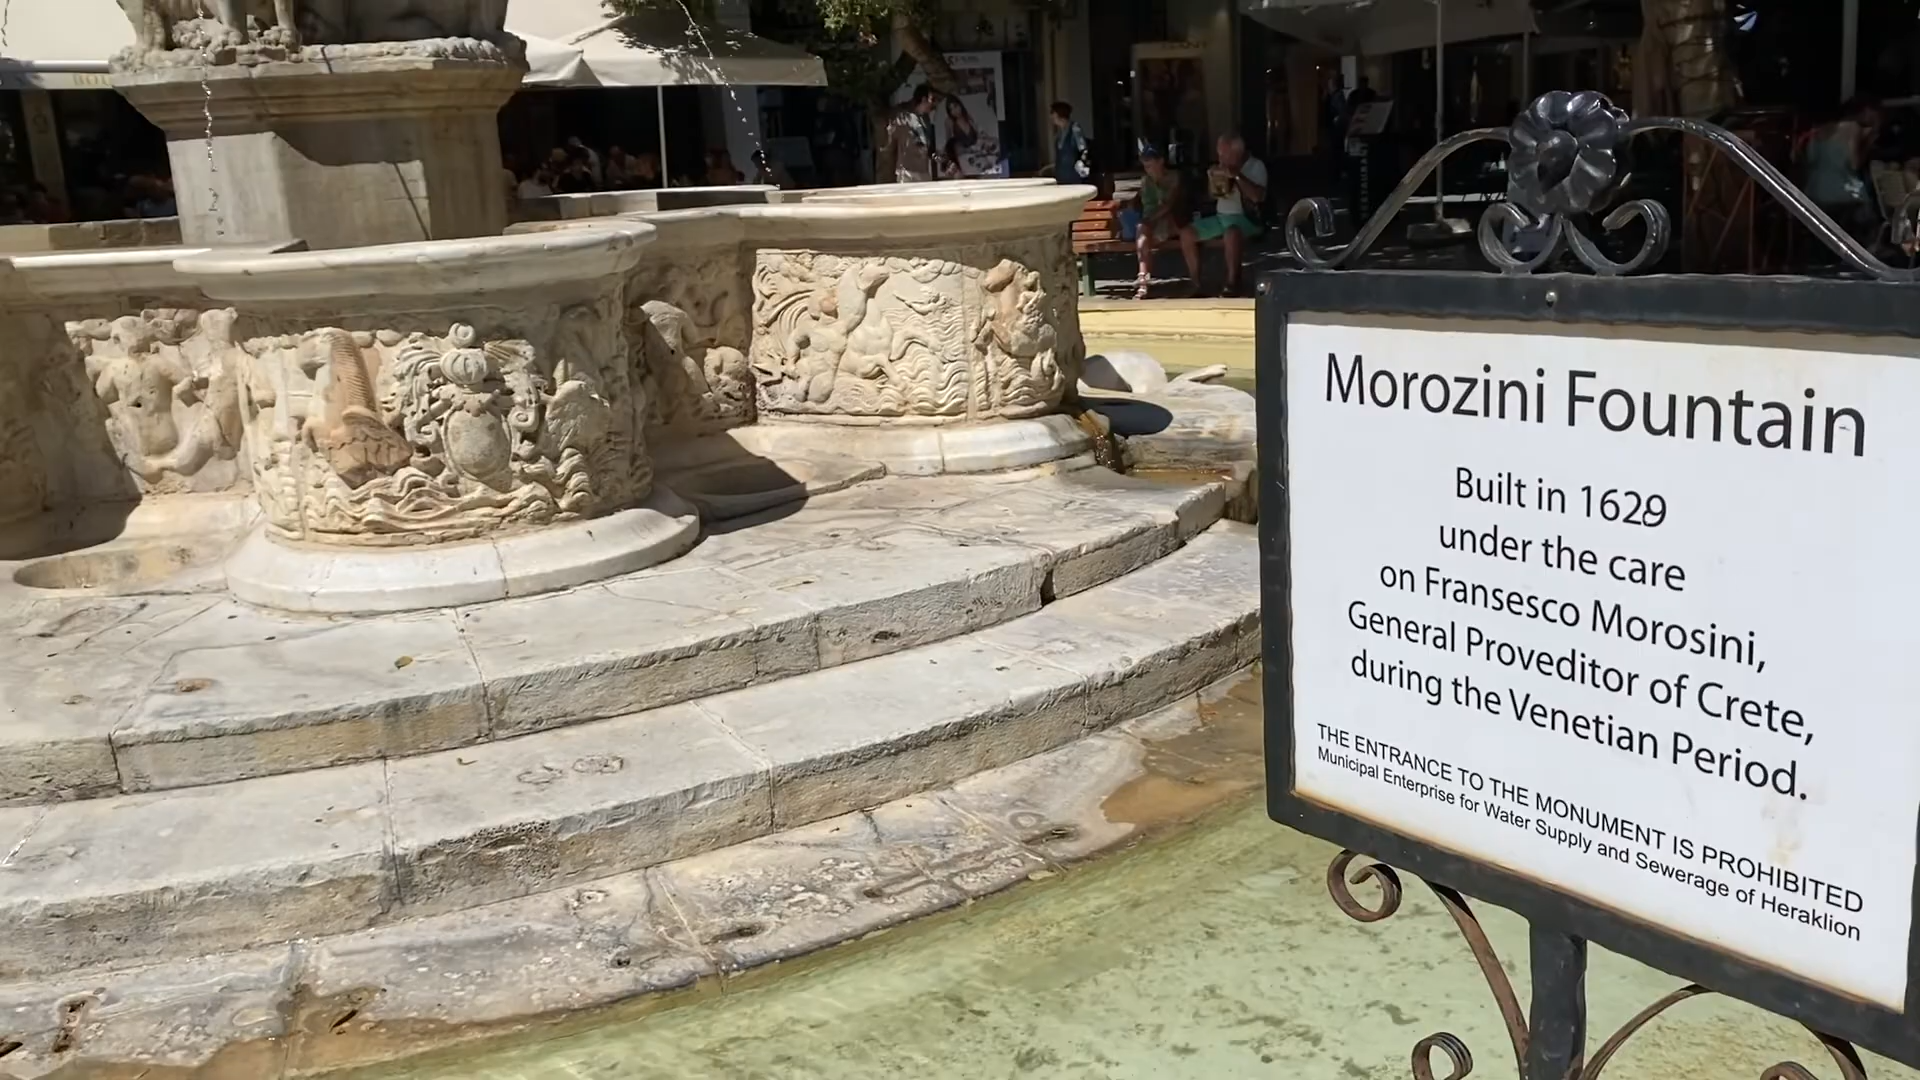 Morozini Fountain
Built in 1629
under the care
on Fransesco Morosini,
General Proveditor of Crete,
during the Venetian Period.
THE ENTRANCE TO THE MONUMENT IS PROHIBITED
Municipal Enterprise for Water Supply and Sewerage of Heraklion